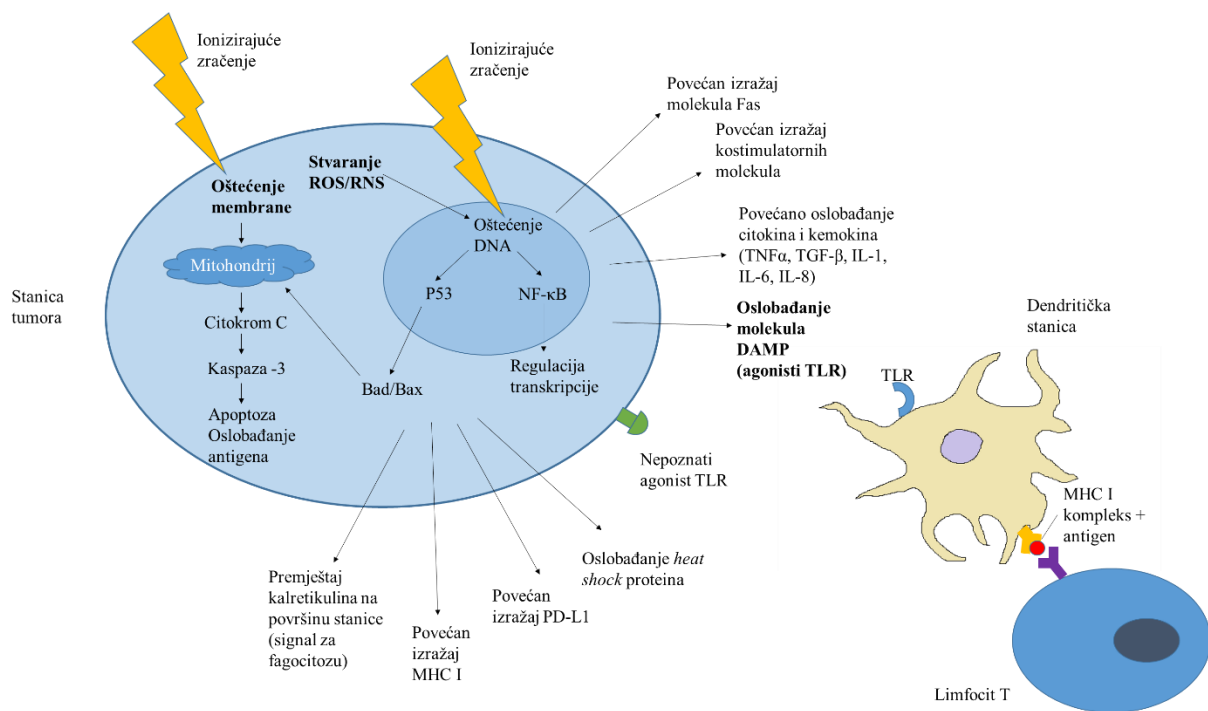 Ionizirajuće
zračenje
Ionizirajuće
zračenje
Povećan izražaj
molekula Fas
Povećan izražaj
kostimulatornih
molekula
Oštećenje
membrane
Stvaranje
ROS/RNS
Oštećenje
DNA
Povećano oslobađanje
citokina i kemokina
(TNFα, TGF-β, IL-1,
IL-6, IL-8)
Mitohondrij
P53
NF-κB
Stanica
tumora
Citokrom C
Oslobađanje
molekula
DAMP
(agonisti TLR)
Dendritička
stanica
Kaspaza -3
Bad/Bax
Regulacija
transkripcije
TLR
Apoptoza
Oslobađanje
antigena
Nepoznati
agonist TLR
MHC I
kompleks +
antigen
Premještaj
kalretikulina na
površinu stanice
(signal za
fagocitozu)
Povećan
izražaj
MHC I
Povećan
izražaj PD-L1
Oslobađanje heat
shock proteina
Limfocit T